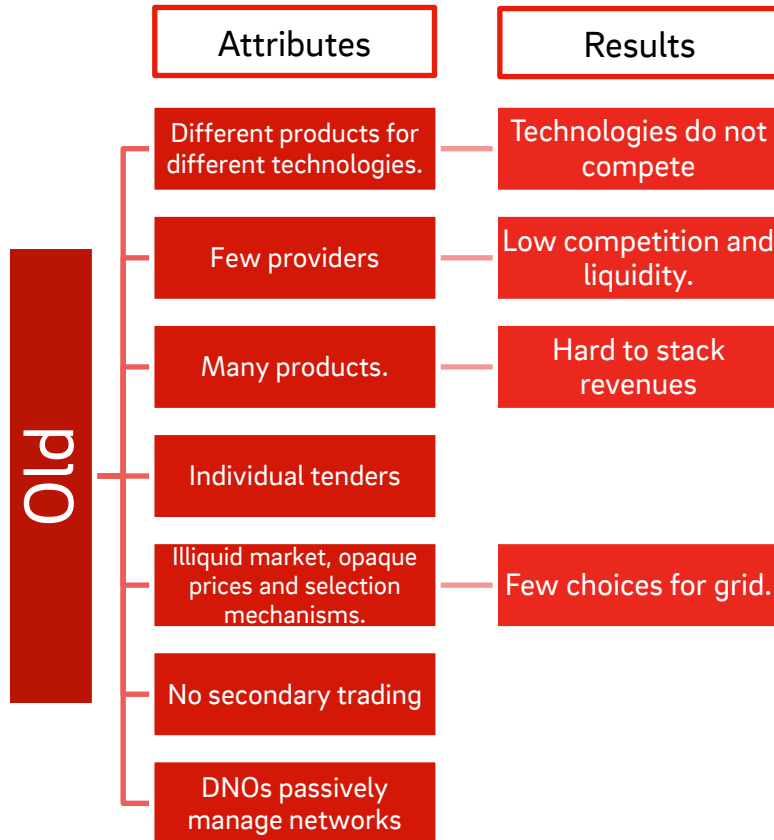 Attributes
Results
Old
Different products for
different technologies.
Technologies do not
compete
Few providers
Low competition and
liquidity.
Many products.
Hard to stack
revenues
Individual tenders
Illiquid market, opaque
prices and selection
mechanisms.
Few choices for grid.
No secondary trading
DNOs passively
manage networks